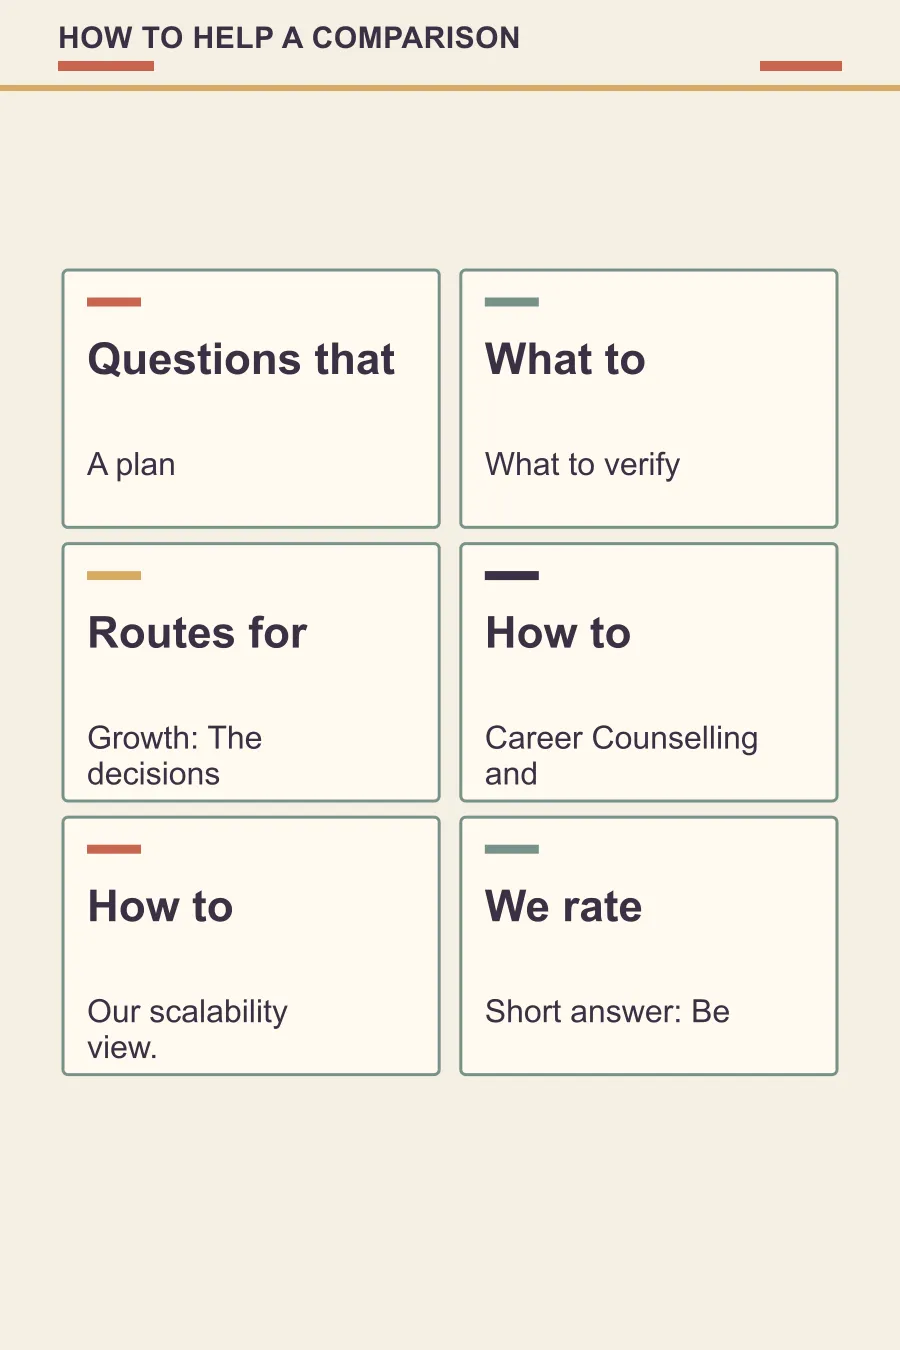 HOW TO HELP A COMPARISON
Questions that
A plan
What to
What to verify
Routes for
Growth: The
decisions
How to
Career Counselling
and
How to
Our scalability
view.
We rate
Short answer: Be